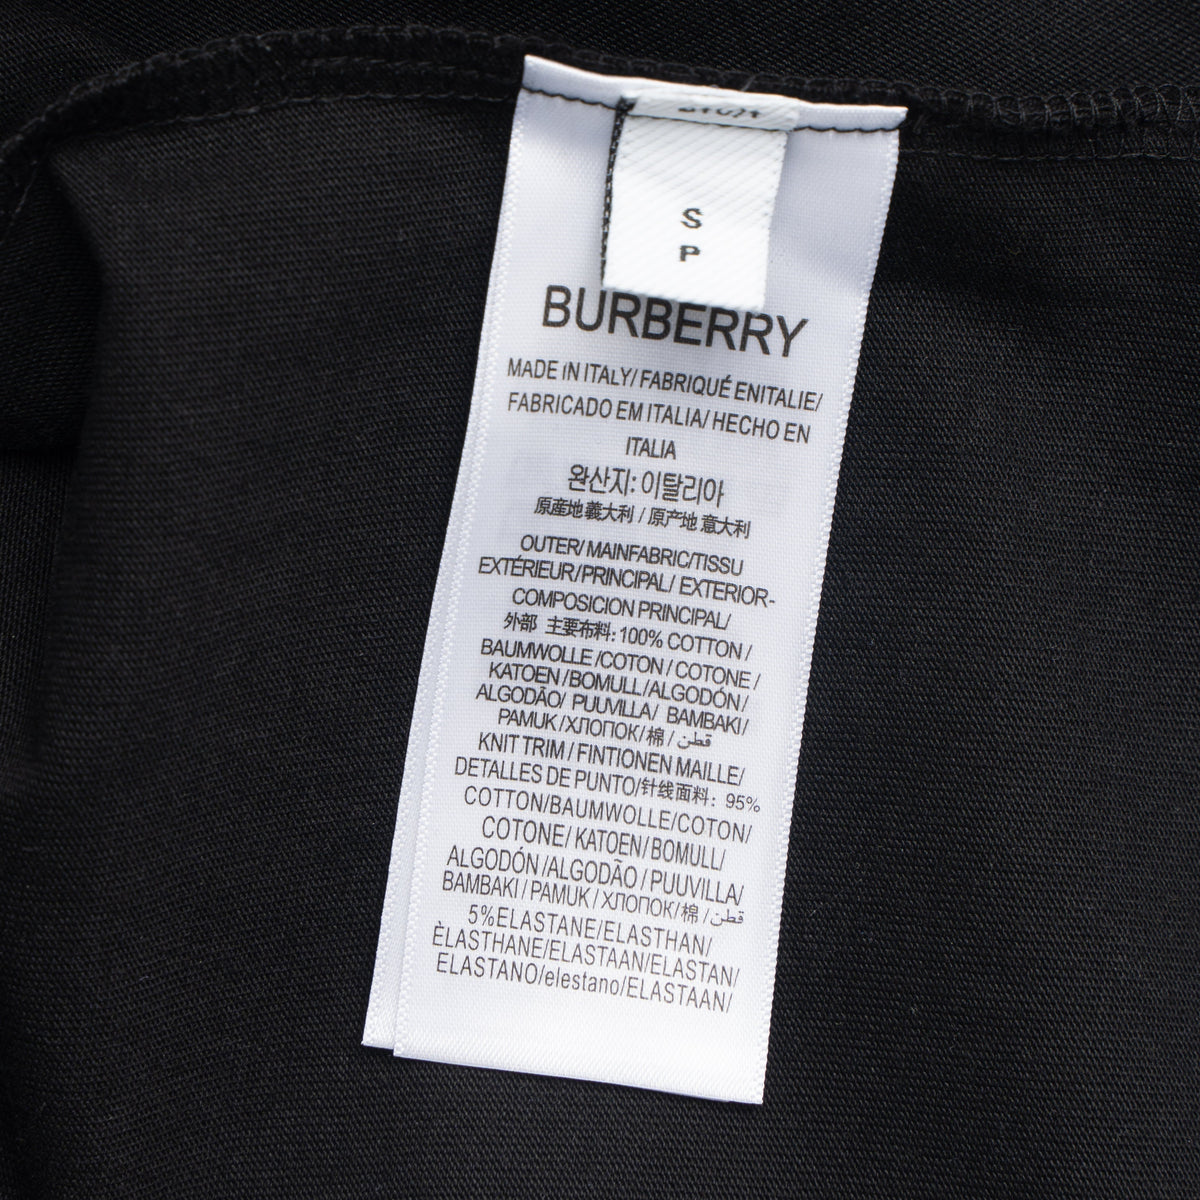 S
P
BURBERRY
MADE IN ITALY/ FABRIQUÉ ENITALIE/
FABRICADO EM ITALIA/ HECHO EN
ITALIA
완산지: 이탈리아
原産地 義大利 / 原产地 意大利
OUTER/ MAINFABRIC/TISSU
EXTÉRIEUR/PRINCIPAL/ EXTERIOR-
COMPOSICION PRINCIPAL/
外部 主要布料: 100% COTTON /
BAUMWOLLE /COTON / COTONE /
KATOEN / BOMULL/ALGODÓN/
ALGODÃO/ PUUVILLA/ BAMBAKI/
PAMUK /ХЛОПОК/棉 / قطن
KNIT TRIM / FINTIONEN MAILLE/
DETALLES DE PUNTO/针线面料: 95%
COTTON/BAUMWOLLE/COTON/
COTONE/ KATOEN/ BOMULL/
ALGODÓN /ALGODÃO / PUUVILLA/
BAMBAKI / PAMUK / ХЛОПОК/棉 / قطن/
5%ELASTANE/ELASTHAN/
ÈLASTHANE/ELASTAAN/ELASTAN/
ELASTANO/elestano/ELASTAAN/